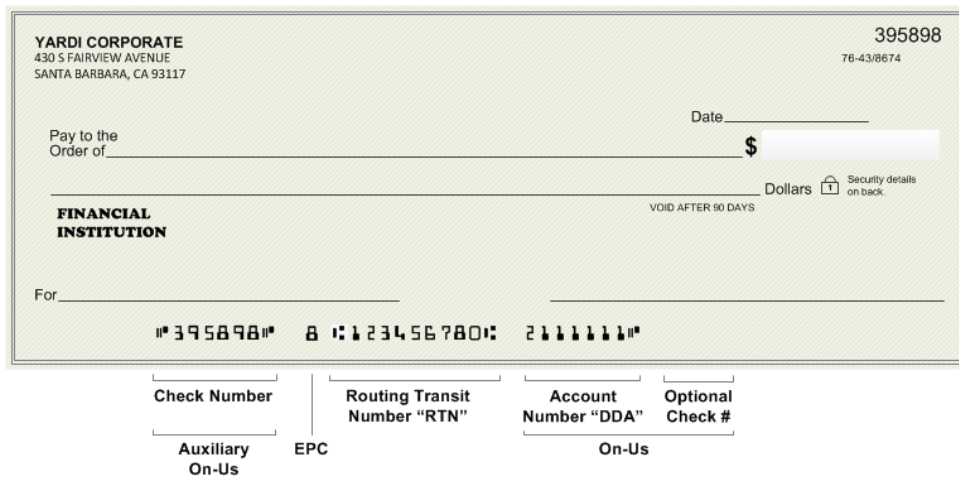 YARDI CORPORATE
430 S FAIRVIEW AVENUE
SANTA BARBARA, CA 93117
395898
76-43/8674
Date
Pay to the
Order of
$
Dollars
Security details
on back.
VOID AFTER 90 DAYS
FINANCIAL
INSTITUTION
For
⑈395898⑈ 8 ⑆123456780⑆ 2111111⑈
Check Number
Routing Transit
Number “RTN”
Account
Number “DDA”
Optional
Check #
Auxiliary
On-Us
EPC
On-Us